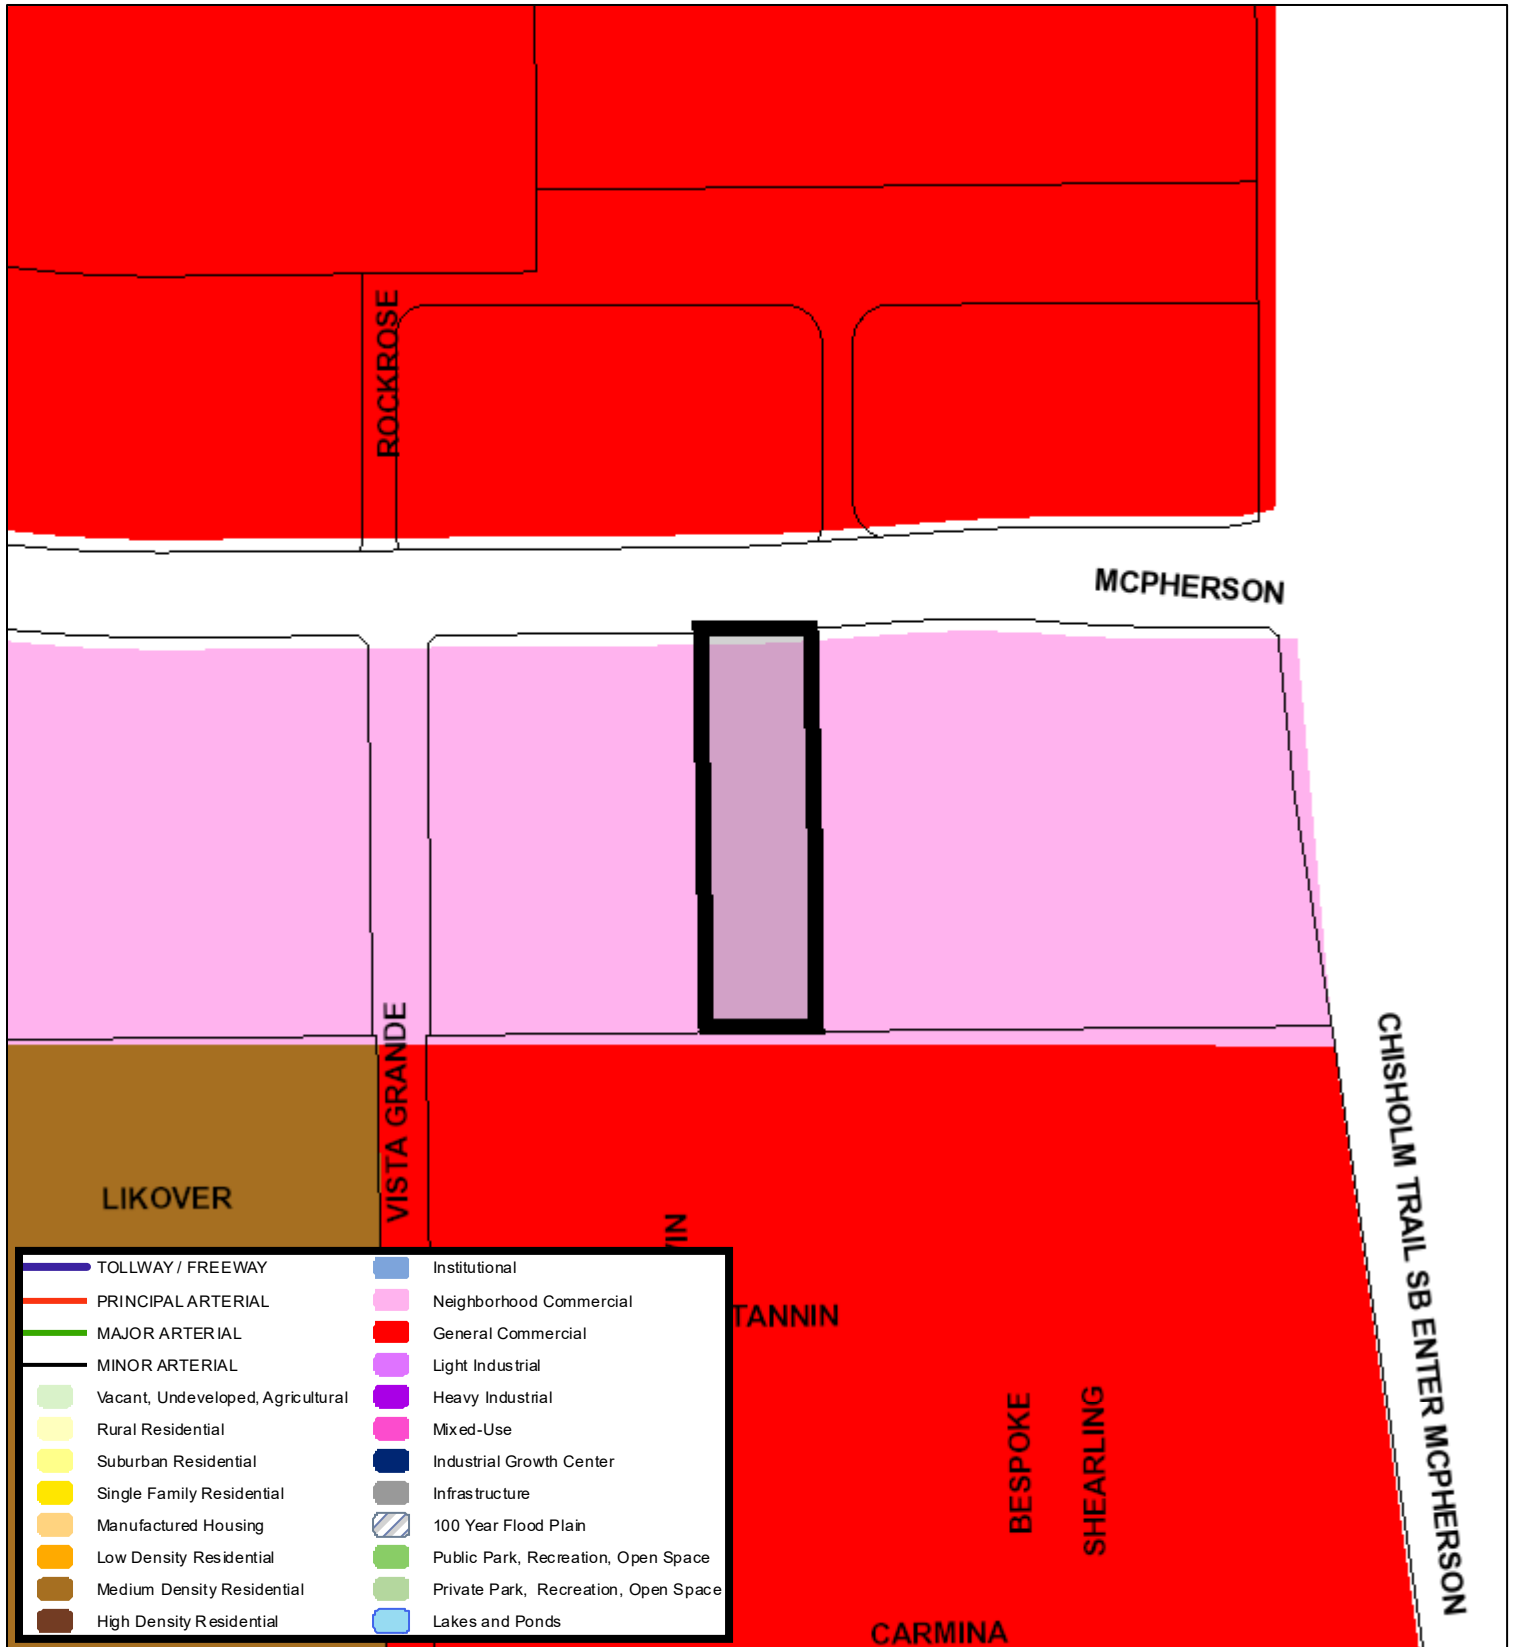 ROCKROSE
MCPHERSON
VISTA GRANDE
CHISHOLM TRAIL SB ENTER MCPHERSON
LIKOVER
TANNIN
BESPOKE
SHEARLING
CARMINA
TOLLWAY / FREEWAY
PRINCIPAL ARTERIAL
MAJOR ARTERIAL
MINOR ARTERIAL
Vacant, Undeveloped, Agricultural
Rural Residential
Suburban Residential
Single Family Residential
Manufactured Housing
Low Density Residential
Medium Density Residential
High Density Residential
Institutional
Neighborhood Commercial
General Commercial
Light Industrial
Heavy Industrial
Mixed-Use
Industrial Growth Center
Infrastructure
100 Year Flood Plain
Public Park, Recreation, Open Space
Private Park, Recreation, Open Space
Lakes and Ponds